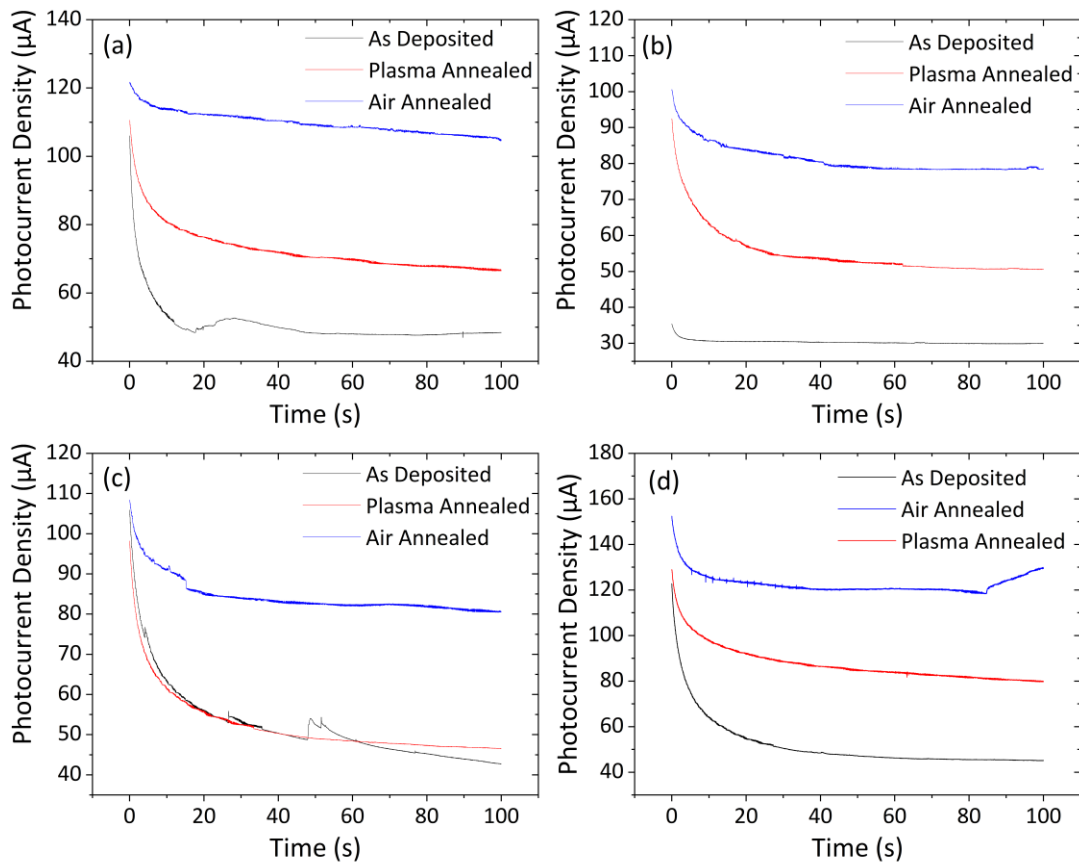 (a)
As Deposited
Plasma Annealed
Air Annealed
Photocurrent Density (µA)
140
120
100
80
60
40
0 20 40 60 80 100
Time (s)
(b)
As Deposited
Plasma Annealed
Air Annealed
Photocurrent Density (µA)
120
110
100
90
80
70
60
50
40
30
0 20 40 60 80 100
Time (s)
(c)
As Deposited
Plasma Annealed
Air Annealed
Photocurrent Density (µA)
120
110
100
90
80
70
60
50
40
0 20 40 60 80 100
Time (s)
(d)
As Deposited
Air Annealed
Plasma Annealed
Photocurrent Density (µA)
180
160
140
120
100
80
60
40
0 20 40 60 80 100
Time (s)